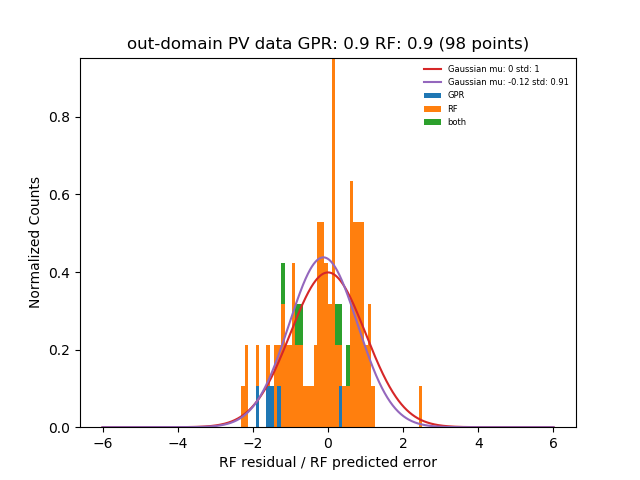 out-domain PV data GPR: 0.9 RF: 0.9 (98 points)
Gaussian mu: 0 std: 1
Gaussian mu: -0.12 std: 0.91
GPR
RF
both
Normalized Counts
0.8
0.6
0.4
0.2
0.0
−6 −4 −2 0 2 4 6
RF residual / RF predicted error